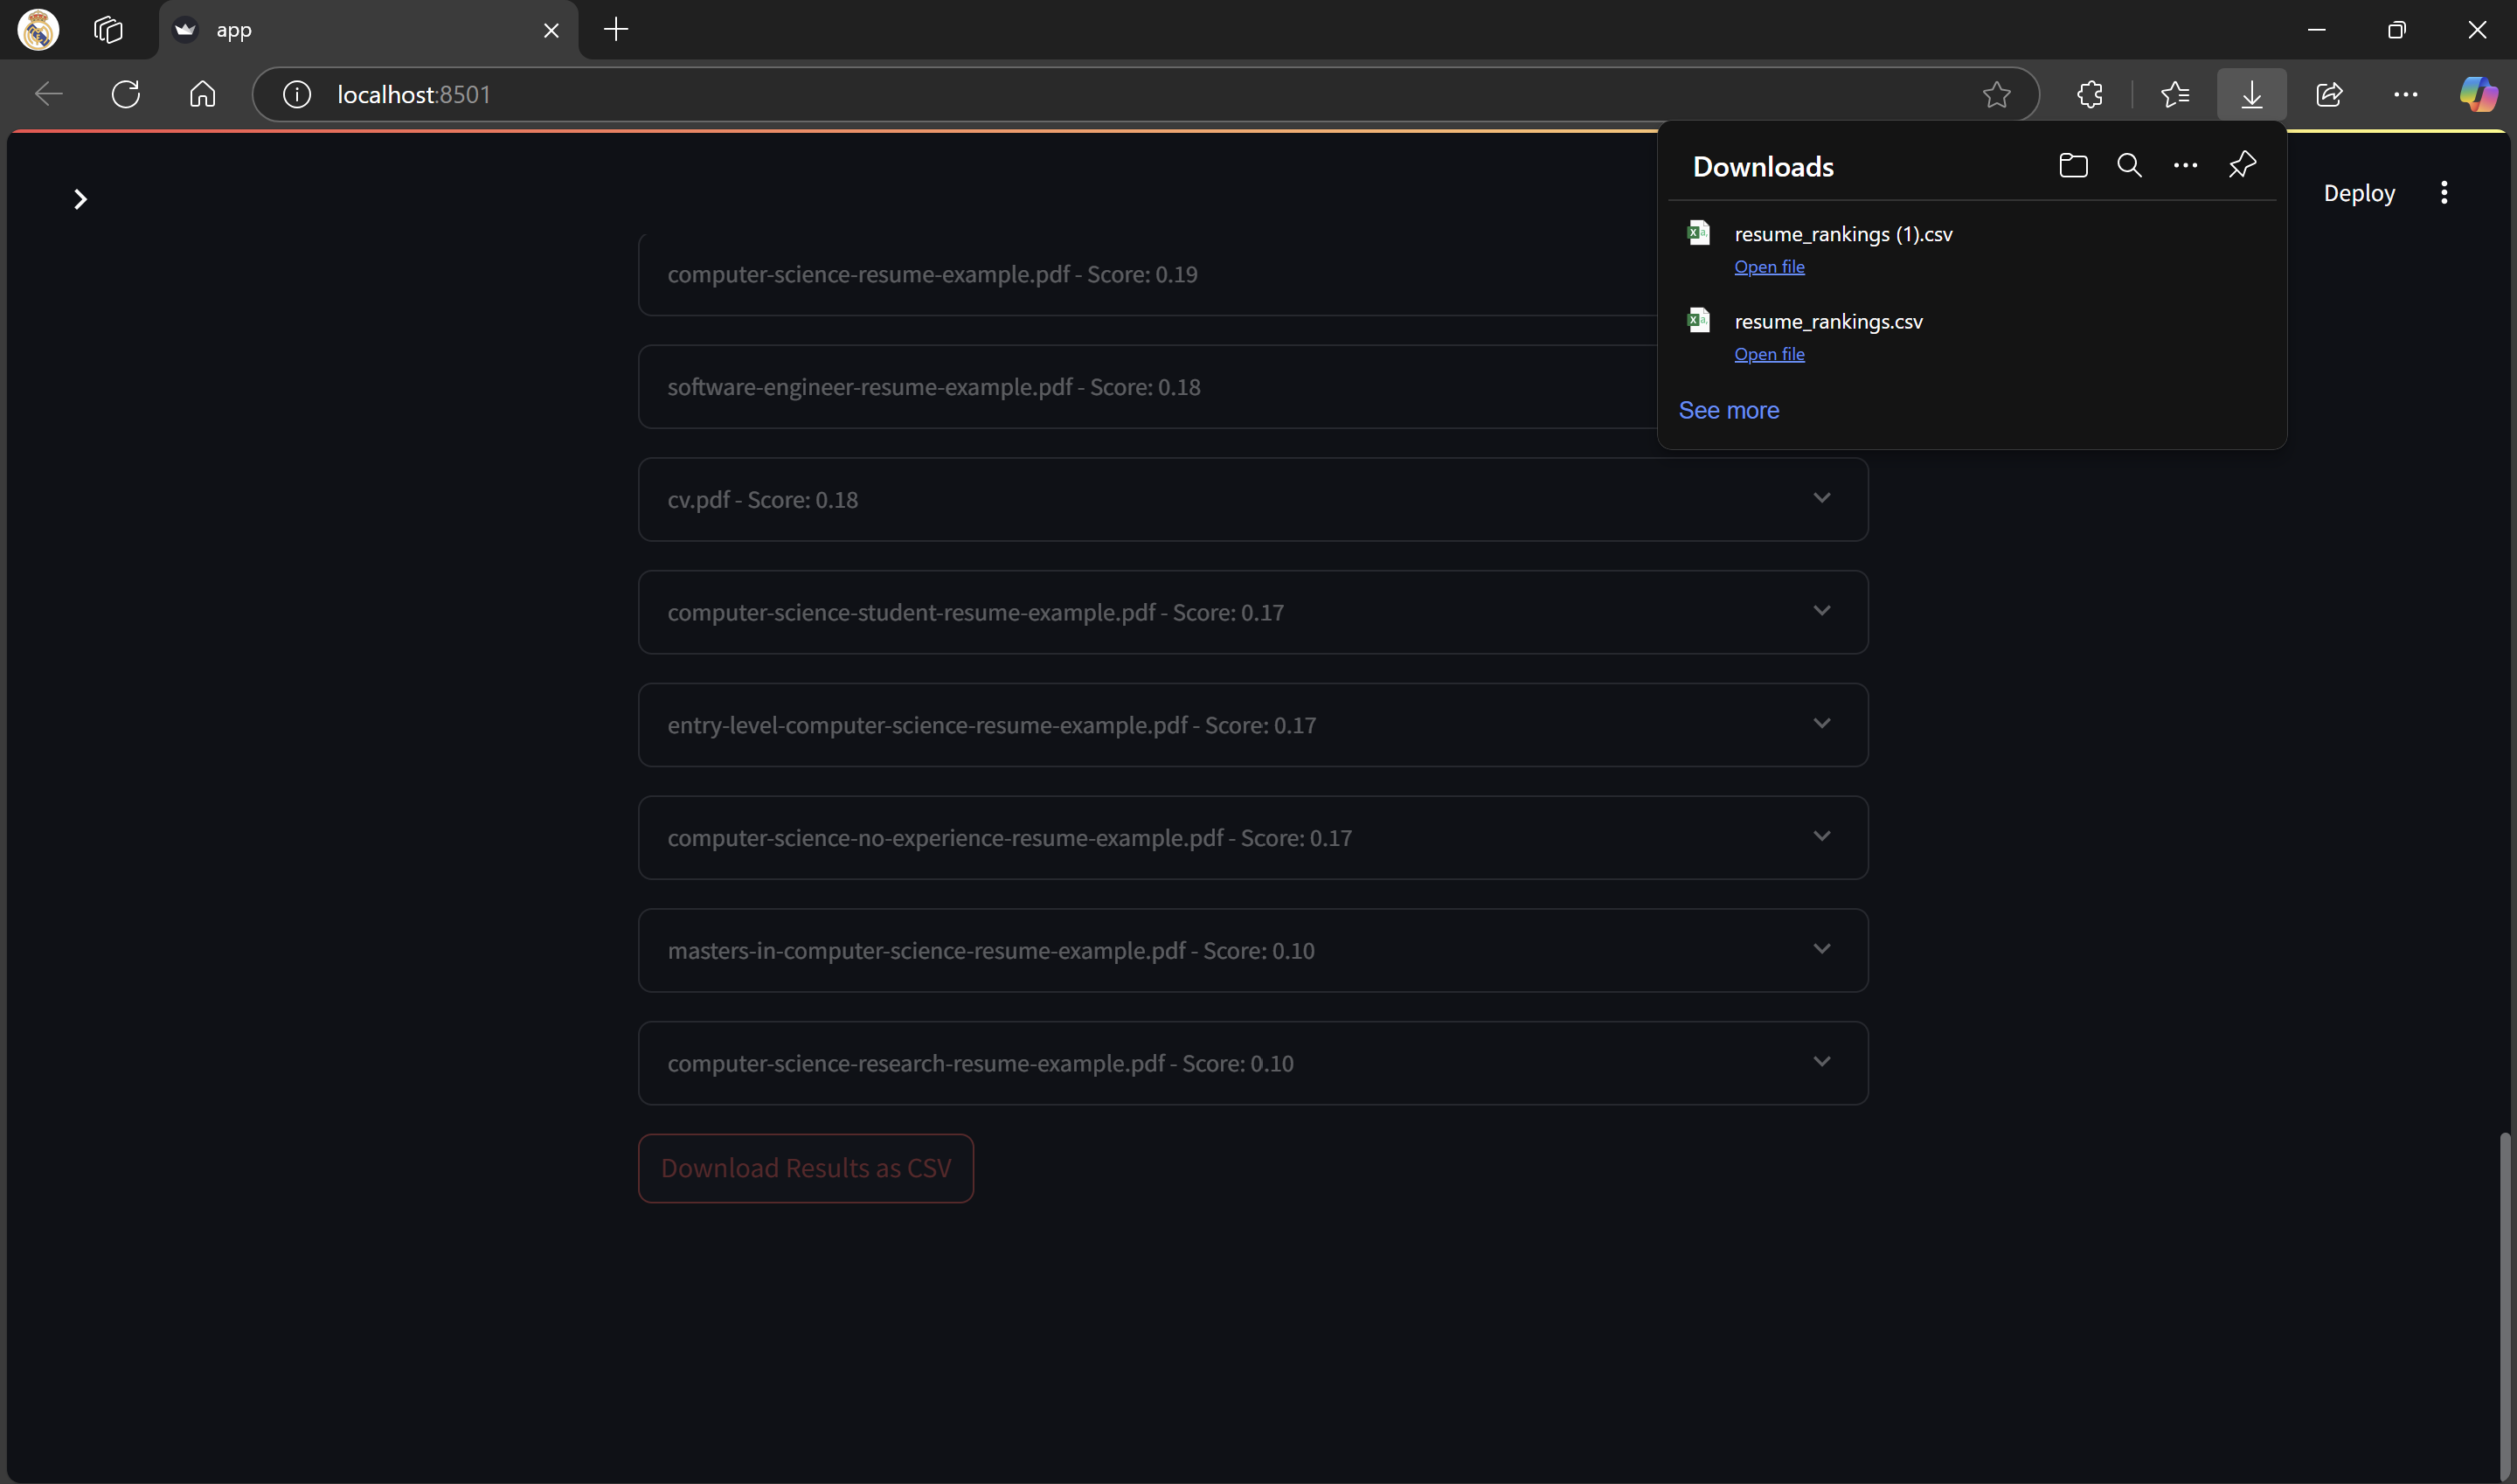 app
localhost:8501
Downloads
resume_rankings (1).csv
Open file
resume_rankings.csv
Open file
See more
Deploy
computer-science-resume-example.pdf - Score: 0.19
software-engineer-resume-example.pdf - Score: 0.18
cv.pdf - Score: 0.18
computer-science-student-resume-example.pdf - Score: 0.17
entry-level-computer-science-resume-example.pdf - Score: 0.17
computer-science-no-experience-resume-example.pdf - Score: 0.17
masters-in-computer-science-resume-example.pdf - Score: 0.10
computer-science-research-resume-example.pdf - Score: 0.10
Download Results as CSV